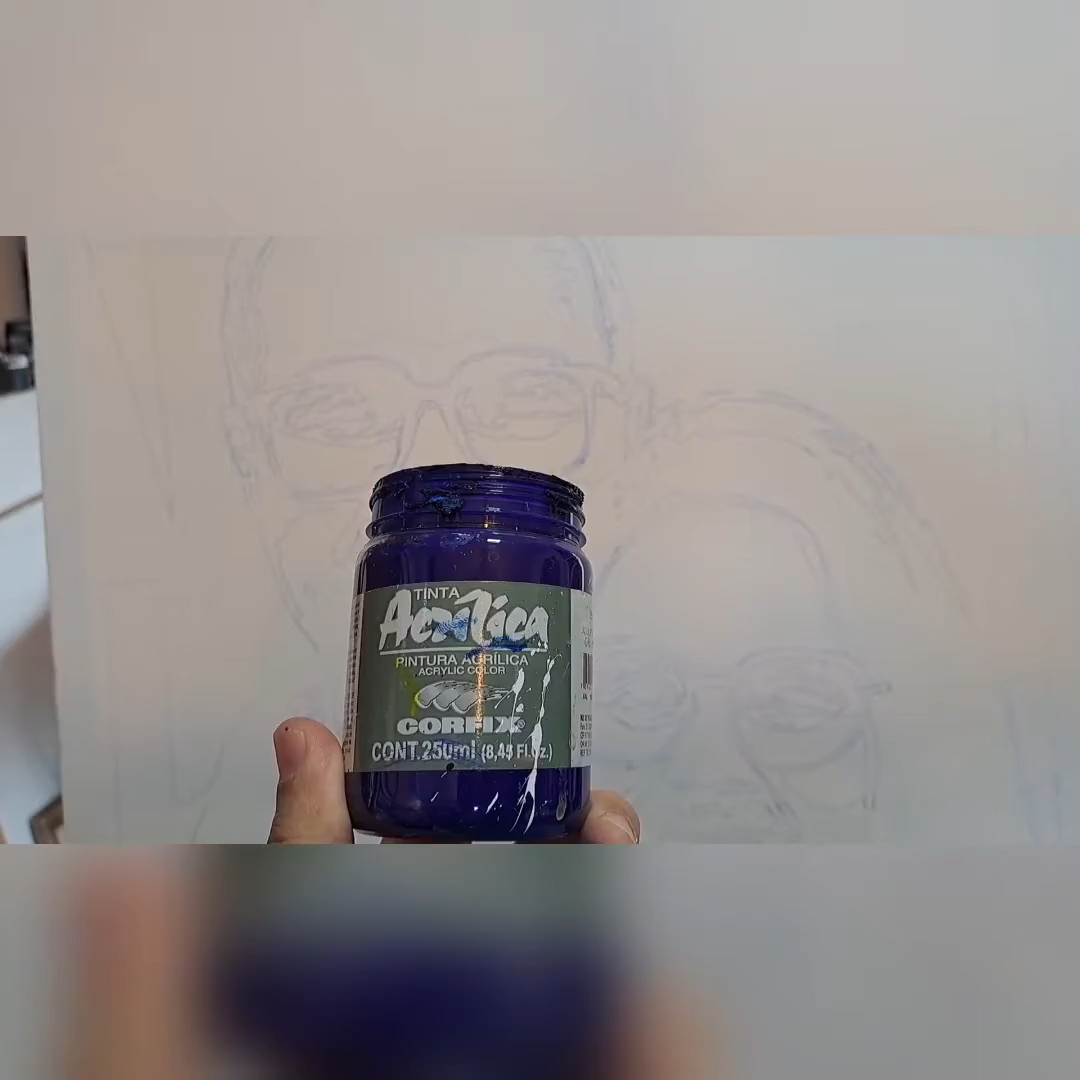 TINTA
Acrílica
PINTURA ACRÍLICA
ACRYLIC COLOR
CORFIX®
CONT.250ml (8,45 Fl.Oz.)